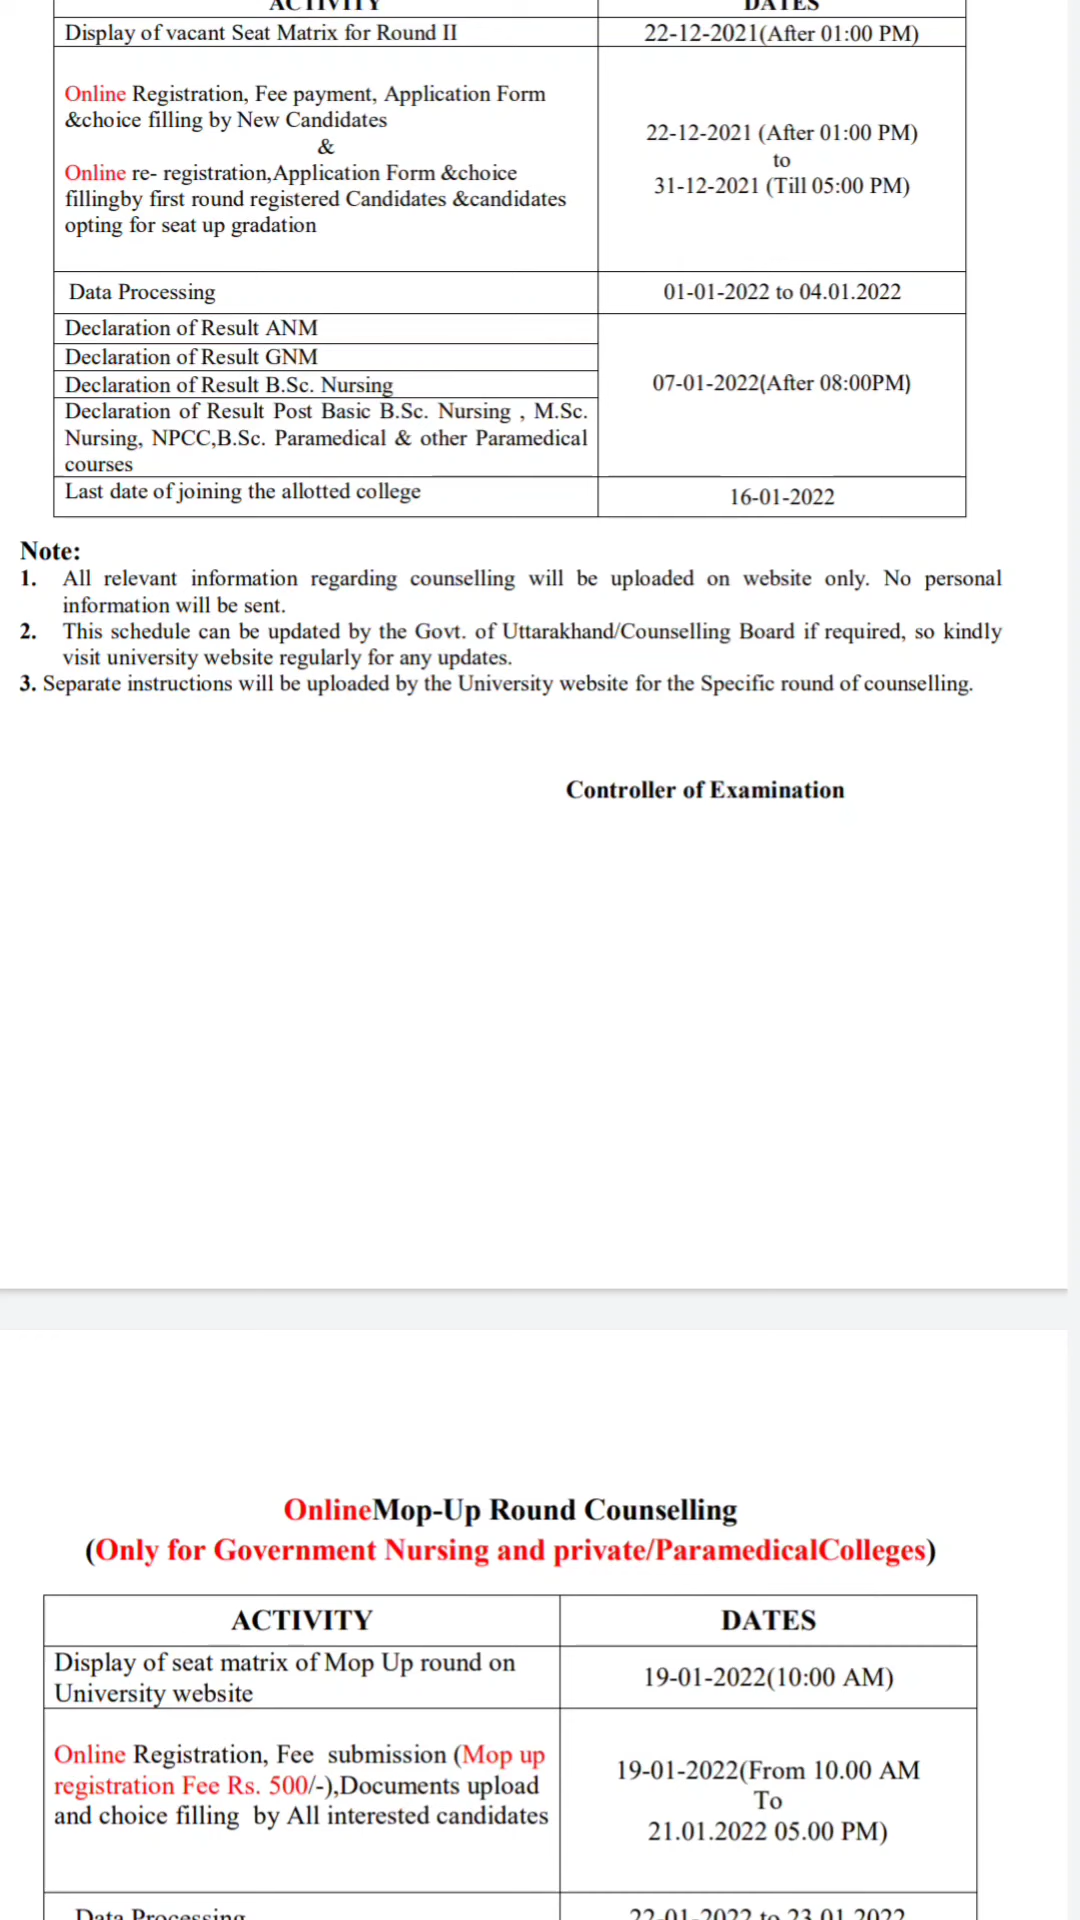 ACTIVITY DATES
Display of vacant Seat Matrix for Round II 22-12-2021(After 01:00 PM)
Online Registration, Fee payment, Application Form
&choice filling by New Candidates
&
Online re- registration,Application Form &choice
fillingby first round registered Candidates &candidates
opting for seat up gradation
22-12-2021 (After 01:00 PM)
to
31-12-2021 (Till 05:00 PM)
Data Processing 01-01-2022 to 04.01.2022
Declaration of Result ANM
Declaration of Result GNM
Declaration of Result B.Sc. Nursing
Declaration of Result Post Basic B.Sc. Nursing , M.Sc.
Nursing, NPCC,B.Sc. Paramedical & other Paramedical
courses
07-01-2022(After 08:00PM)
Last date of joining the allotted college 16-01-2022
Note:
1. All relevant information regarding counselling will be uploaded on website only. No personal
information will be sent.
2. This schedule can be updated by the Govt. of Uttarakhand/Counselling Board if required, so kindly
visit university website regularly for any updates.
3. Separate instructions will be uploaded by the University website for the Specific round of counselling.
Controller of Examination
OnlineMop-Up Round Counselling
(Only for Government Nursing and private/ParamedicalColleges)
ACTIVITY DATES
Display of seat matrix of Mop Up round on
University website
19-01-2022(10:00 AM)
Online Registration, Fee submission (Mop up
registration Fee Rs. 500/-),Documents upload
and choice filling by All interested candidates
19-01-2022(From 10.00 AM
To
21.01.2022 05.00 PM)
Data Processing 22-01-2022 to 23.01.2022